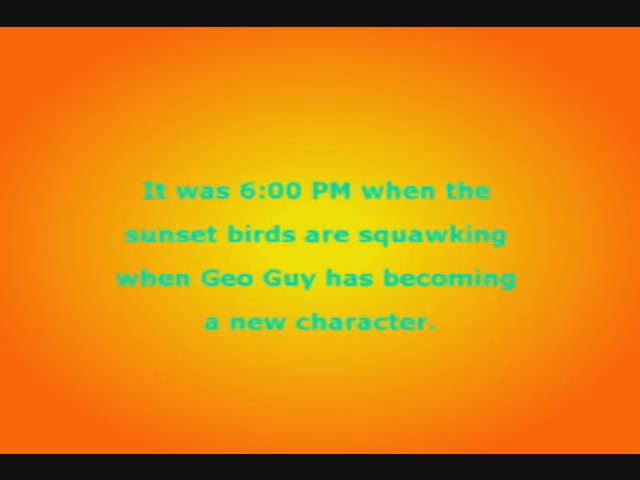 It was 6:00 PM when the
sunset birds are squawking
when Geo Guy has becoming
a new character.